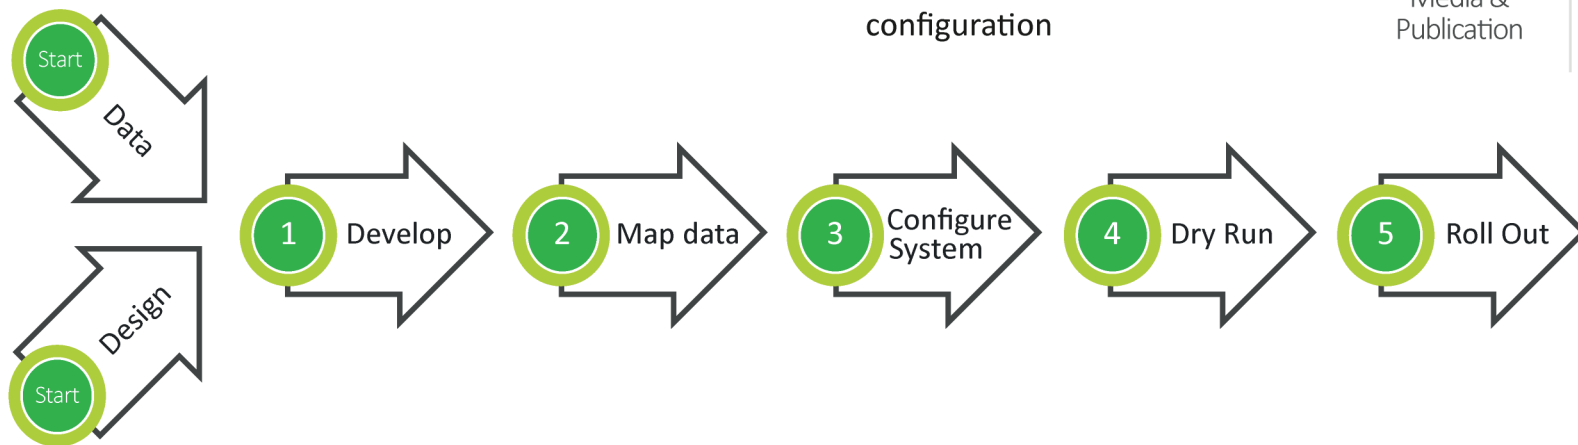 configuration
Media &
Publication
Start
Data
1
Develop
2
Map data
3
Configure
System
4
Dry Run
5
Roll Out
Design
Start